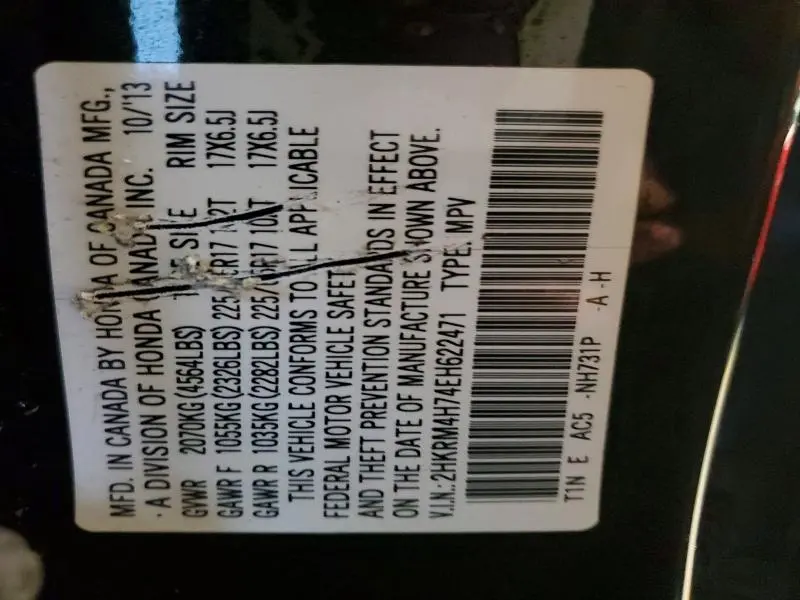 MFD. IN CANADA BY HONDA OF CANADA MFG.,
· A DIVISION OF HONDA CANADA INC. 10/'13
GVWR 2070KG (4564LBS) SIZE RIM SIZE
GAWR F 1055KG (2326LBS) 17X6.5J
GAWR R 1035KG (2282LBS) 17X6.5J
THIS VEHICLE CONFORMS TO ALL APPLICABLE
FEDERAL MOTOR VEHICLE SAFETY
AND THEFT PREVENTION STANDARDS IN EFFECT
ON THE DATE OF MANUFACTURE SHOWN ABOVE.
V.I.N.: 2HKRM4H74EH622471 TYPE: MPV
T1N E AC5 -NH731P -A -H